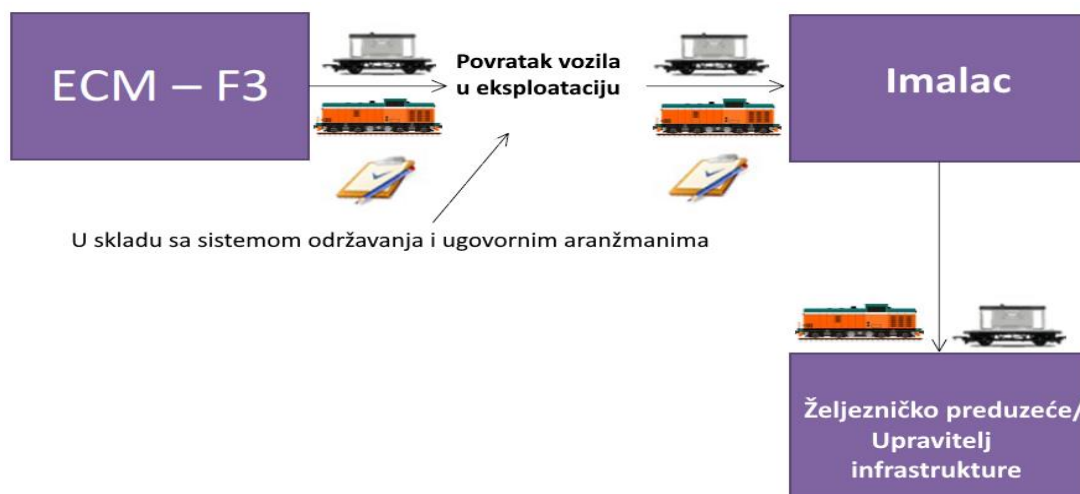 ECM – F3
Povratak vozila
u eksploataciju
Imalac
U skladu sa sistemom održavanja i ugovornim aranžmanima
Željezničko preduzeće/
Upravitelj
infrastrukture